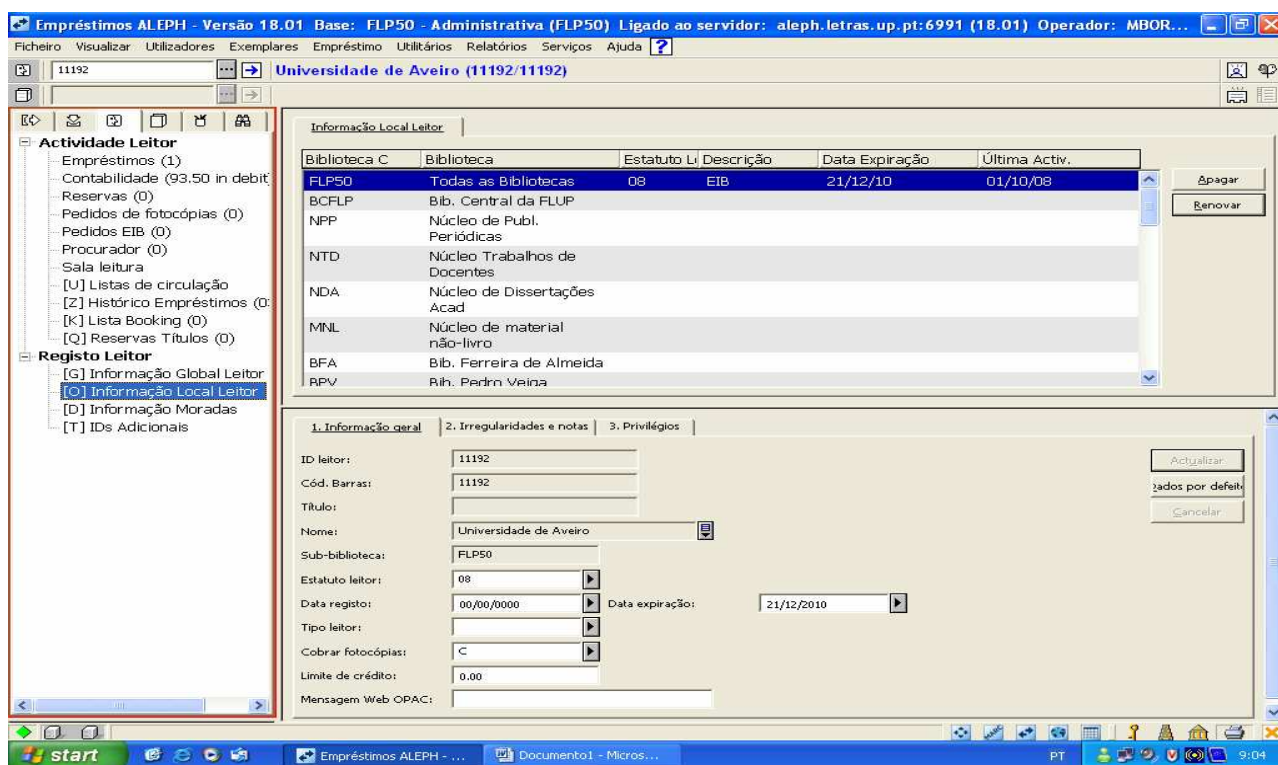 Empréstimos ALEPH - Versão 18.01 Base: FLP50 - Administrativa (FLP50) Ligado ao servidor: aleph.letras.up.pt:6991 (18.01) Operador: MBOR...
Ficheiro Visualizar Utilizadores Exemplares Empréstimo Utilitários Relatórios Serviços Ajuda ?
11192 ... Universidade de Aveiro (11192/11192)
...
Actividade Leitor
Empréstimos (1)
Contabilidade (93.50 in debit
Reservas (0)
Pedidos de fotocópias (0)
Pedidos EIB (0)
Procurador (0)
Sala leitura
[U] Listas de circulação
[Z] Histórico Empréstimos (0
[K] Lista Booking (0)
[Q] Reservas Títulos (0)
Registo Leitor
[G] Informação Global Leitor
[O] Informação Local Leitor
[D] Informação Moradas
[T] IDs Adicionais
Informação Local Leitor
Biblioteca C Biblioteca Estatuto L Descrição Data Expiração Última Activ.
FLP50 Todas as Bibliotecas 08 EIB 21/12/10 01/10/08
BCFLP Bib. Central da FLUP
NPP Núcleo de Publ.
Periódicas
NTD Núcleo Trabalhos de
Docentes
NDA Núcleo de Dissertações
Acad
MNL Núcleo de material
não-livro
BFA Bib. Ferreira de Almeida
BPV Bib. Pedro Veiga
Apagar
Renovar
1. Informação geral 2. Irregularidades e notas 3. Privilégios
ID leitor: 11192
Cód. Barras: 11192
Título:
Nome: Universidade de Aveiro
Sub-biblioteca: FLP50
Estatuto leitor: 08
Data registo: 00/00/0000 Data expiração: 21/12/2010
Tipo leitor:
Cobrar fotocópias: C
Limite de crédito: 0.00
Mensagem Web OPAC:
Actualizar
dados por defeit
Cancelar
start Empréstimos ALEPH - ... Documento1 - Micros... PT 9:04